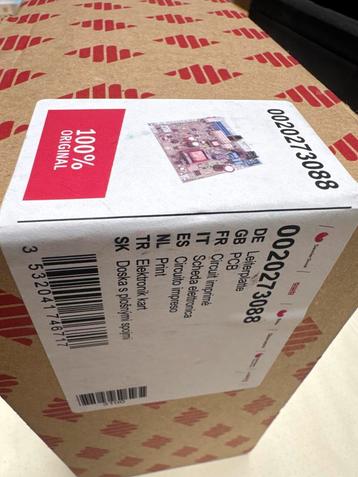 100%
ORIGINAL
0020273088
0020273088
DE Leiterplatte
GB PCB
FR Circuit imprimé
IT Scheda elettronica
ES Circuito impreso
NL Print
TR Elektronik kart
SK Doska s plošnými spojmi
3 532041 746717